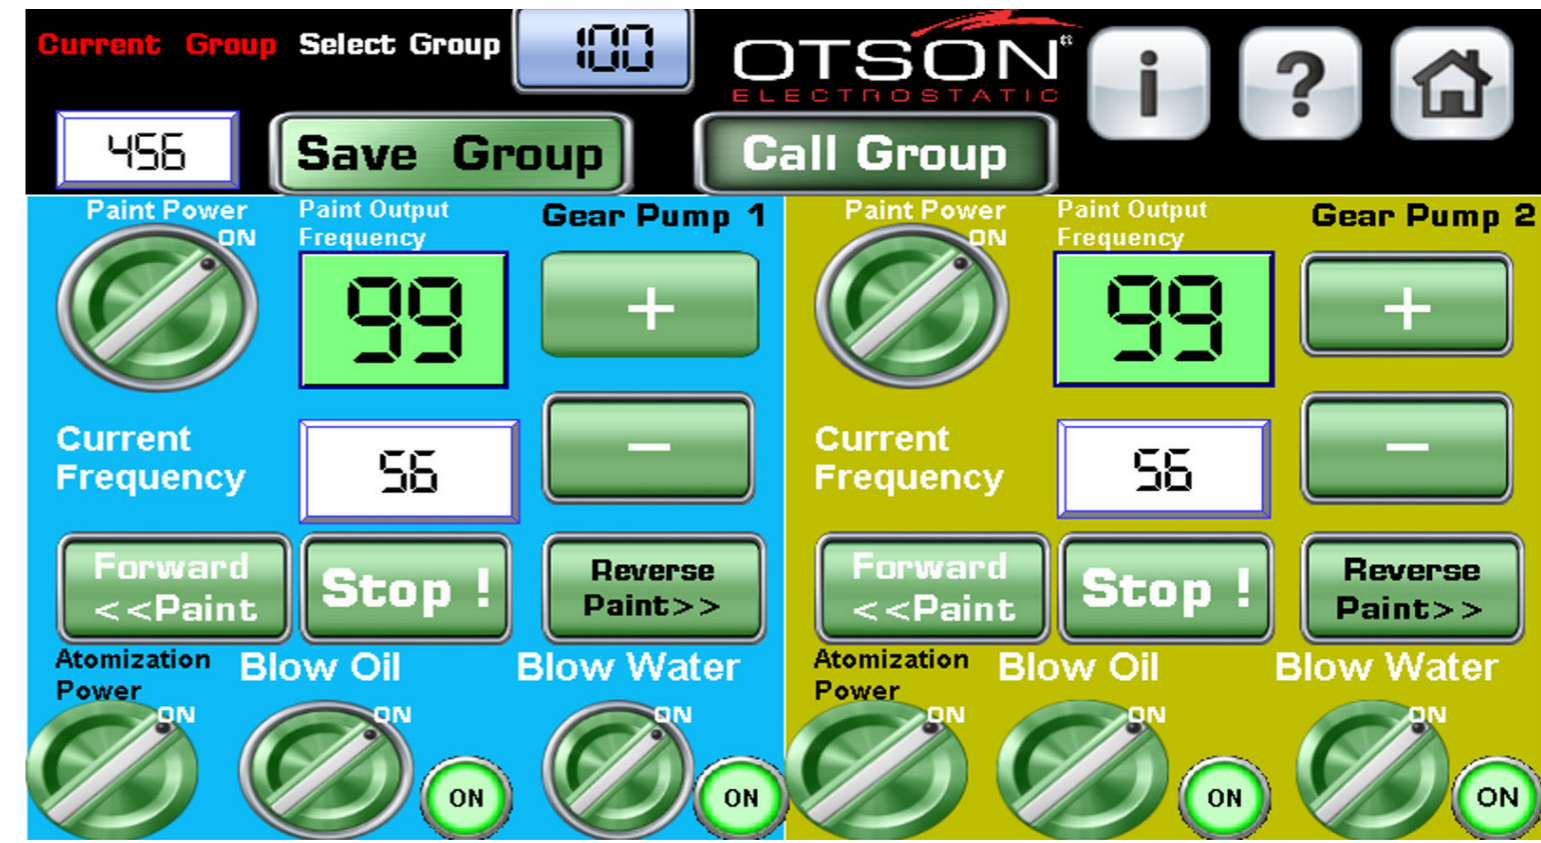 Current Group Select Group 100
OTSON®
ELECTROSTATIC
i ?
456 Save Group Call Group
Paint Power
ON
Paint Output
Frequency
Gear Pump 1
99
+
Current
Frequency
56
−
Forward
<<Paint
Stop !
Reverse
Paint>>
Atomization
Power
ON
Blow Oil
ON
ON
Blow Water
ON
ON
Paint Power
ON
Paint Output
Frequency
Gear Pump 2
99
+
Current
Frequency
56
−
Forward
<<Paint
Stop !
Reverse
Paint>>
Atomization
Power
ON
Blow Oil
ON
ON
Blow Water
ON
ON